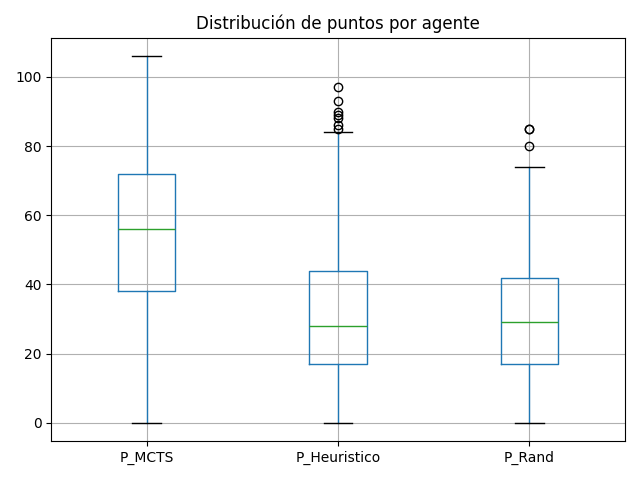 Distribución de puntos por agente
100
80
60
40
20
0
P_MCTS
P_Heuristico
P_Rand